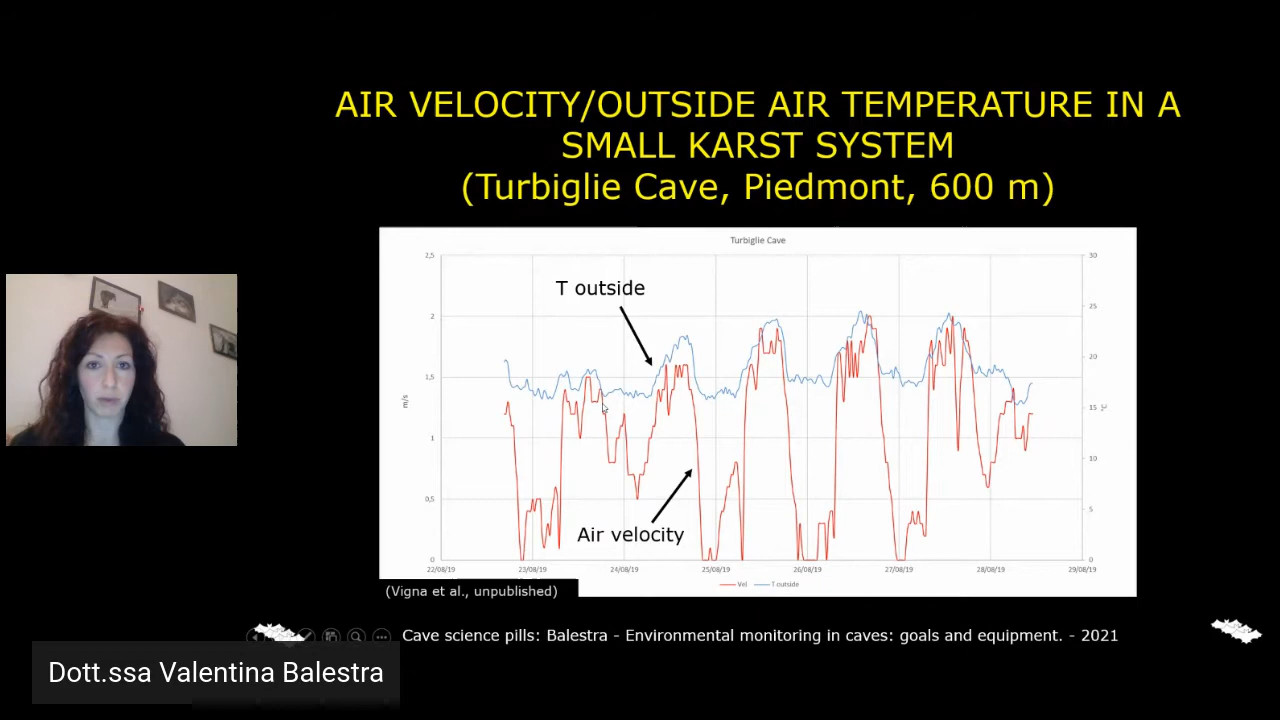 AIR VELOCITY/OUTSIDE AIR TEMPERATURE IN A
SMALL KARST SYSTEM
(Turbiglie Cave, Piedmont, 600 m)
Turbiglie Cave
2,5
2
1,5
1
0,5
0
m/s
30
25
20
15
10
5
0
°C
T outside
Air velocity
22/08/19 23/08/19 24/08/19 25/08/19 26/08/19 27/08/19 28/08/19 29/08/19
Vel T outside
(Vigna et al., unpublished)
Cave science pills: Balestra - Environmental monitoring in caves: goals and equipment. - 2021
Dott.ssa Valentina Balestra